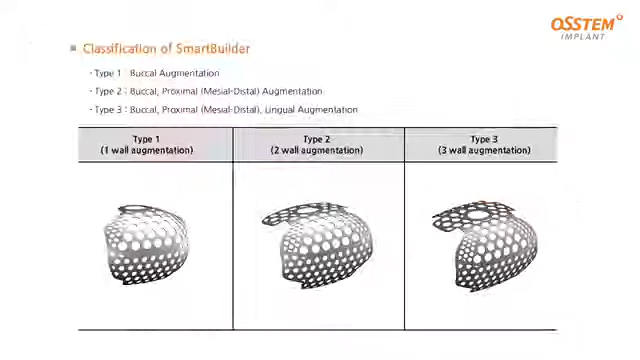 OSSTEM
IMPLANT
Classification of SmartBuilder
· Type 1 : Buccal Augmentation
· Type 2 : Buccal, Proximal (Mesial-Distal) Augmentation
· Type 3 : Buccal, Proximal (Mesial-Distal), Lingual Augmentation
Type 1 Type 2 Type 3
(1 wall augmentation) (2 wall augmentation) (3 wall augmentation)